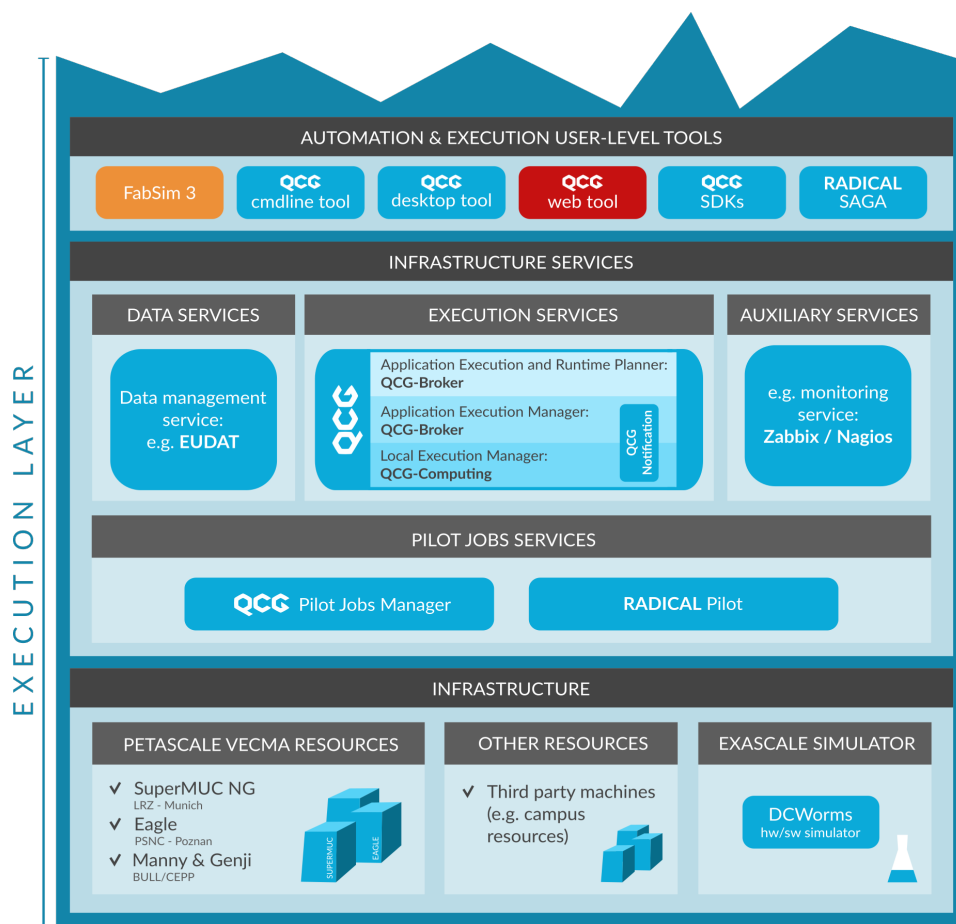 EXECUTION LAYER
AUTOMATION & EXECUTION USER-LEVEL TOOLS
FabSim 3
QCG
cmdline tool
QCG
desktop tool
QCG
web tool
QCG
SDKs
RADICAL
SAGA
INFRASTRUCTURE SERVICES
DATA SERVICES
Data management
service:
e.g. EUDAT
EXECUTION SERVICES
QCG
Application Execution and Runtime Planner:
QCG-Broker
Application Execution Manager:
QCG-Broker
Local Execution Manager:
QCG-Computing
QCG
Notification
AUXILIARY SERVICES
e.g. monitoring
service:
Zabbix / Nagios
PILOT JOBS SERVICES
QCG Pilot Jobs Manager
RADICAL Pilot
INFRASTRUCTURE
PETASCALE VECMA RESOURCES
SuperMUC NG
LRZ - Munich
Eagle
PSNC - Poznan
Manny & Genji
BULL/CEPP
SUPERMUC
EAGLE
OTHER RESOURCES
Third party machines
(e.g. campus
resources)
EXASCALE SIMULATOR
DCWorms
hw/sw simulator